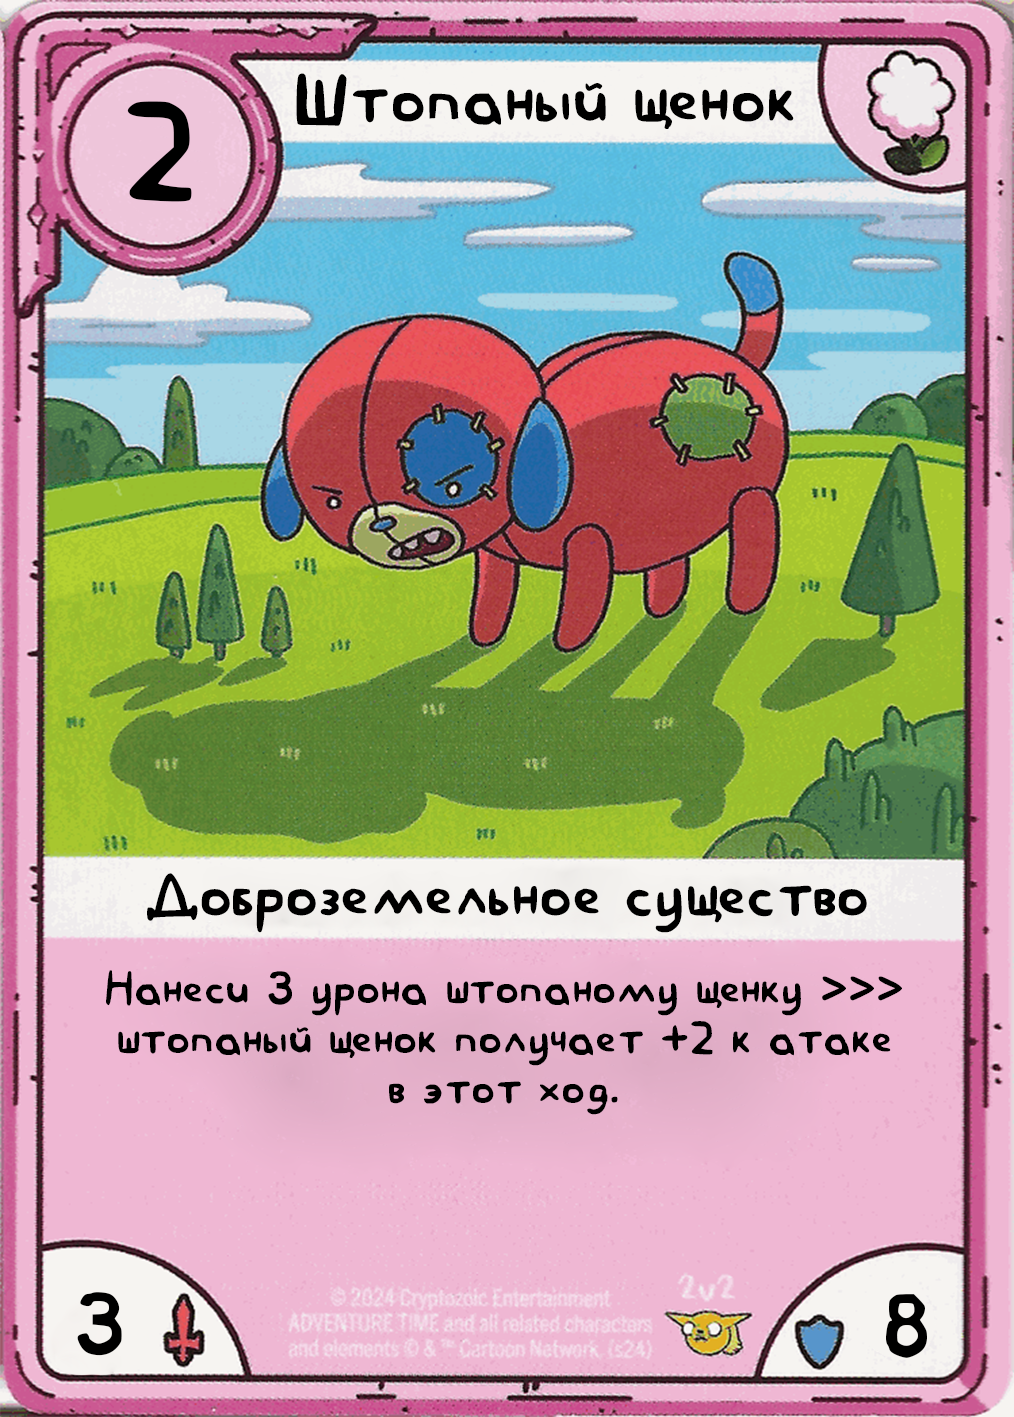 2
Штопаный щенок
Доброземельное существо
Нанеси 3 урона штопаному щенку >>>
штопаный щенок получает +2 к атаке
в этот ход.
3
© 2024 Cryptozoic Entertainment
ADVENTURE TIME and all related characters
and elements © & ™ Cartoon Network. (s24)
2v2
8